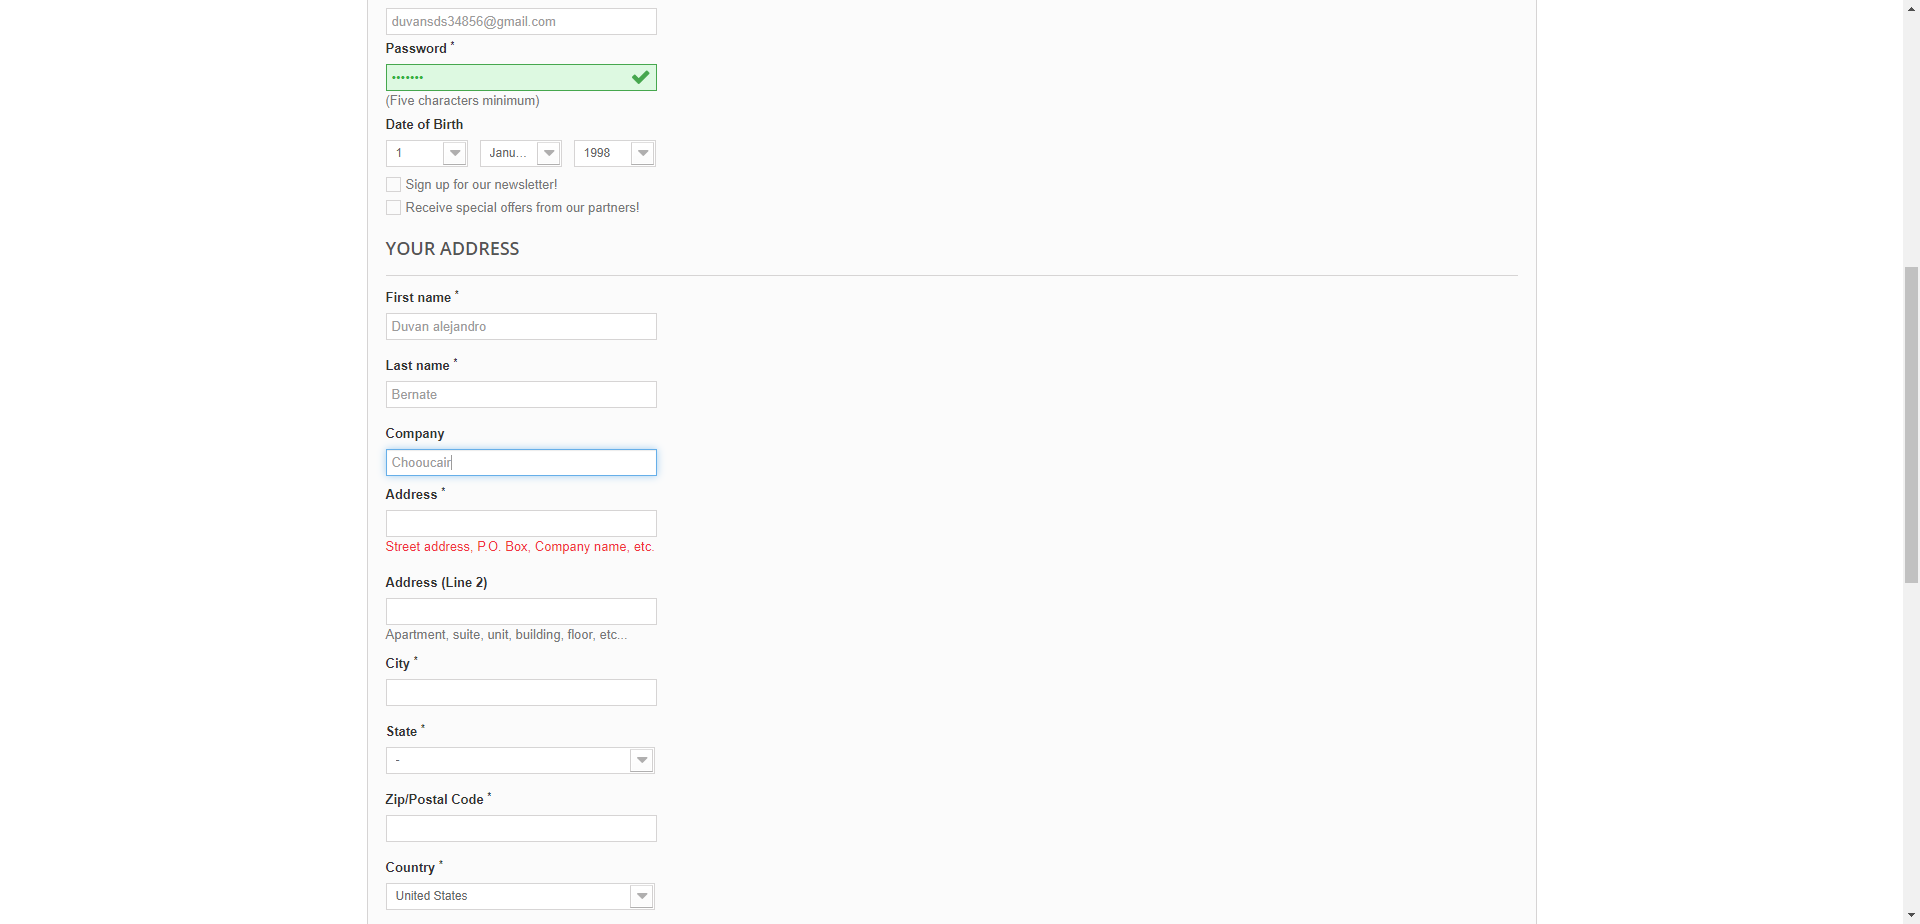 duvansds34856@gmail.com
Password *
•••••••
(Five characters minimum)
Date of Birth
1 Janu... 1998
Sign up for our newsletter!
Receive special offers from our partners!
YOUR ADDRESS
First name *
Duvan alejandro
Last name *
Bernate
Company
Chooucair
Address *
Street address, P.O. Box, Company name, etc.
Address (Line 2)
Apartment, suite, unit, building, floor, etc...
City *
State *
-
Zip/Postal Code *
Country *
United States